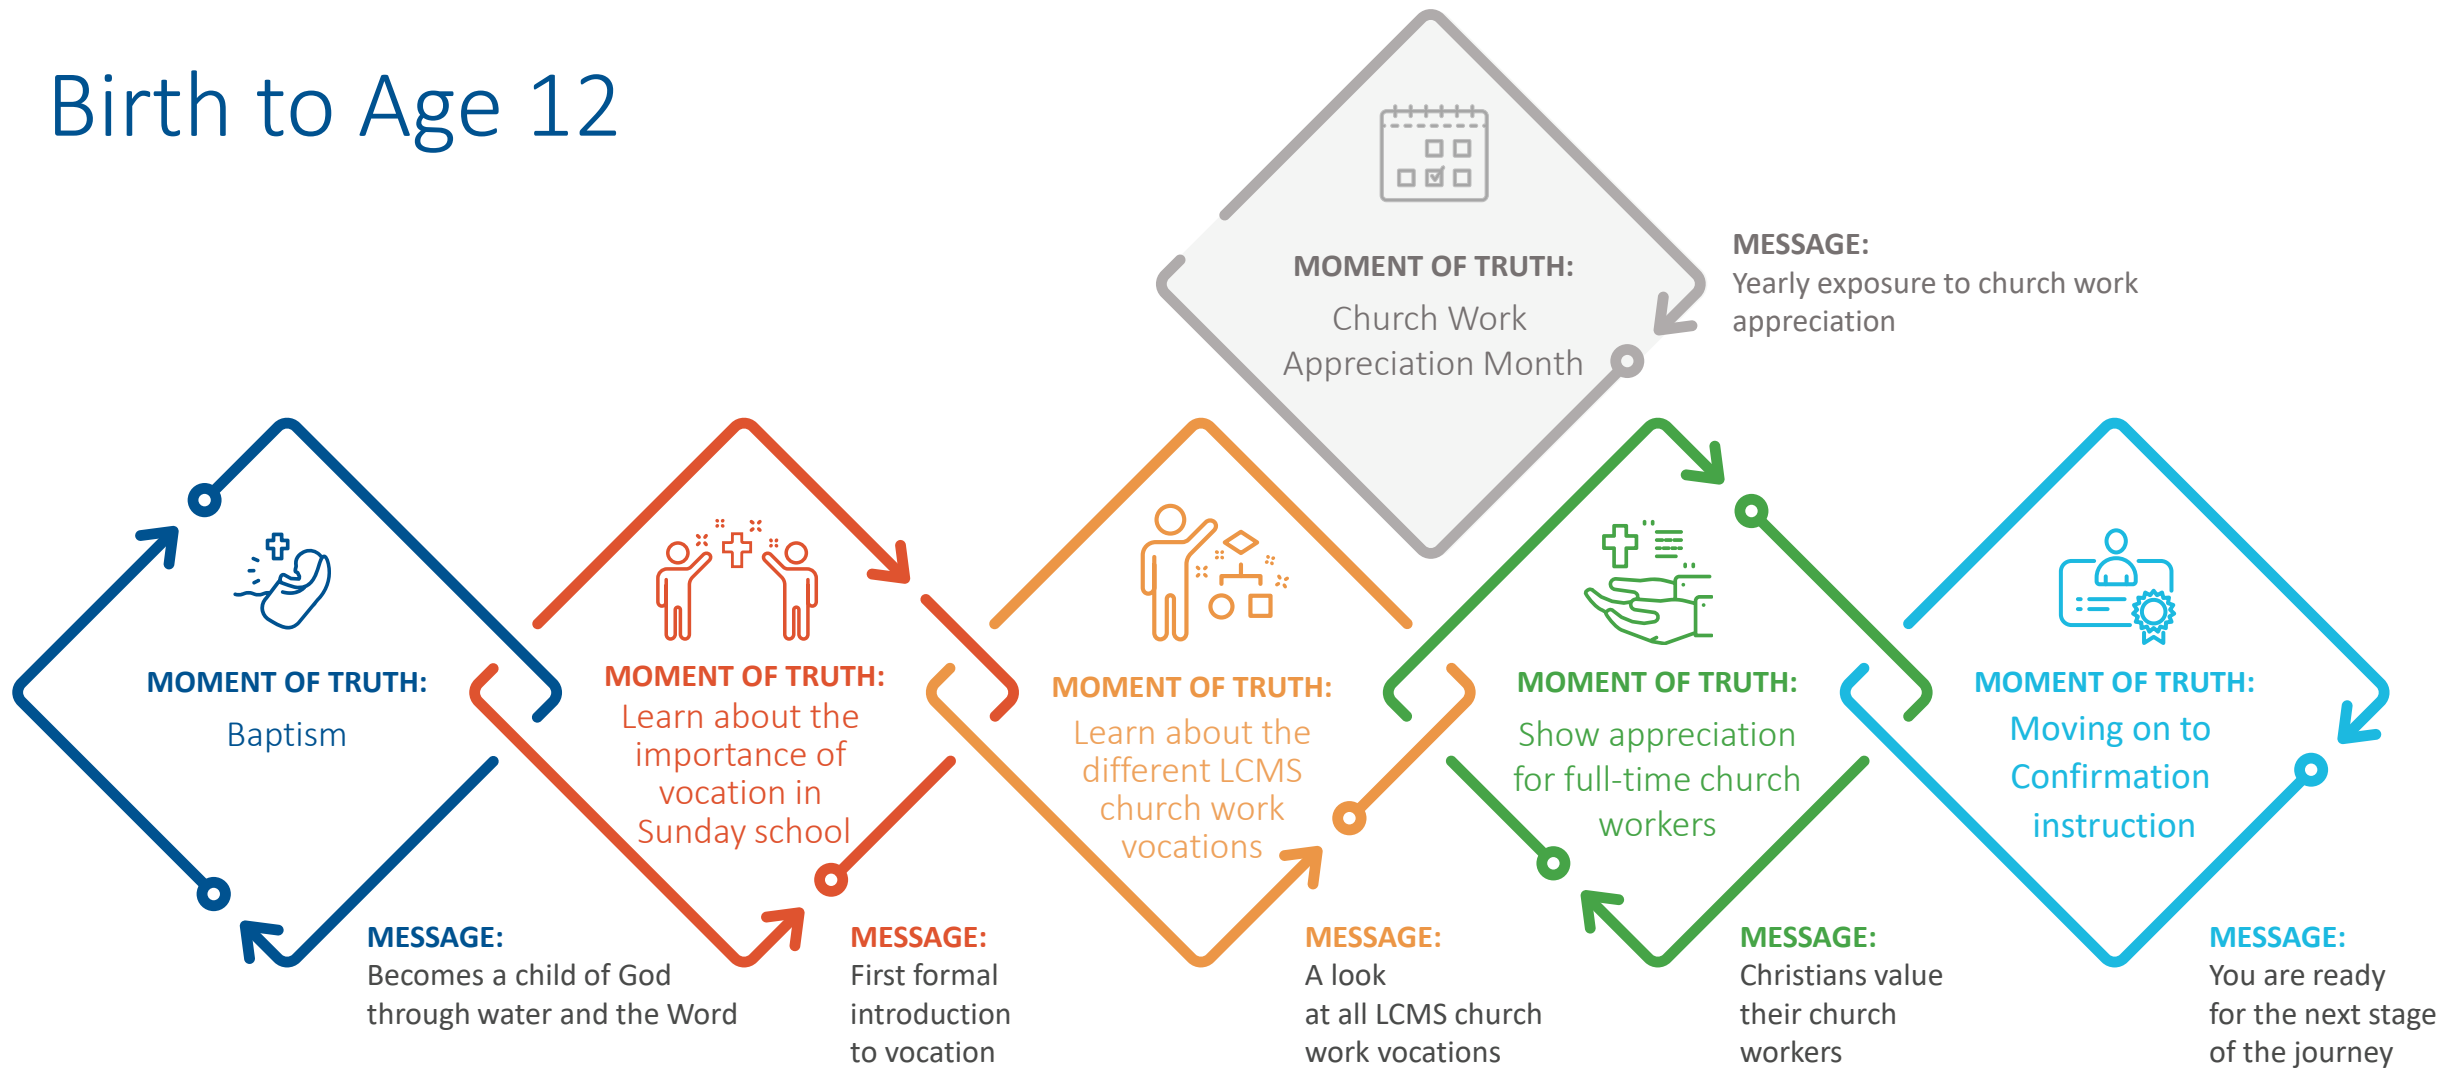 Birth to Age 12
MOMENT OF TRUTH:
Church Work
Appreciation Month
MESSAGE:
Yearly exposure to church work
appreciation
MOMENT OF TRUTH:
Baptism
MESSAGE:
Becomes a child of God
through water and the Word
MOMENT OF TRUTH:
Learn about the
importance of
vocation in
Sunday school
MESSAGE:
First formal
introduction
to vocation
MOMENT OF TRUTH:
Learn about the
different LCMS
church work
vocations
MESSAGE:
A look
at all LCMS church
work vocations
MOMENT OF TRUTH:
Show appreciation
for full-time church
workers
MESSAGE:
Christians value
their church
workers
MOMENT OF TRUTH:
Moving on to
Confirmation
instruction
MESSAGE:
You are ready
for the next stage
of the journey